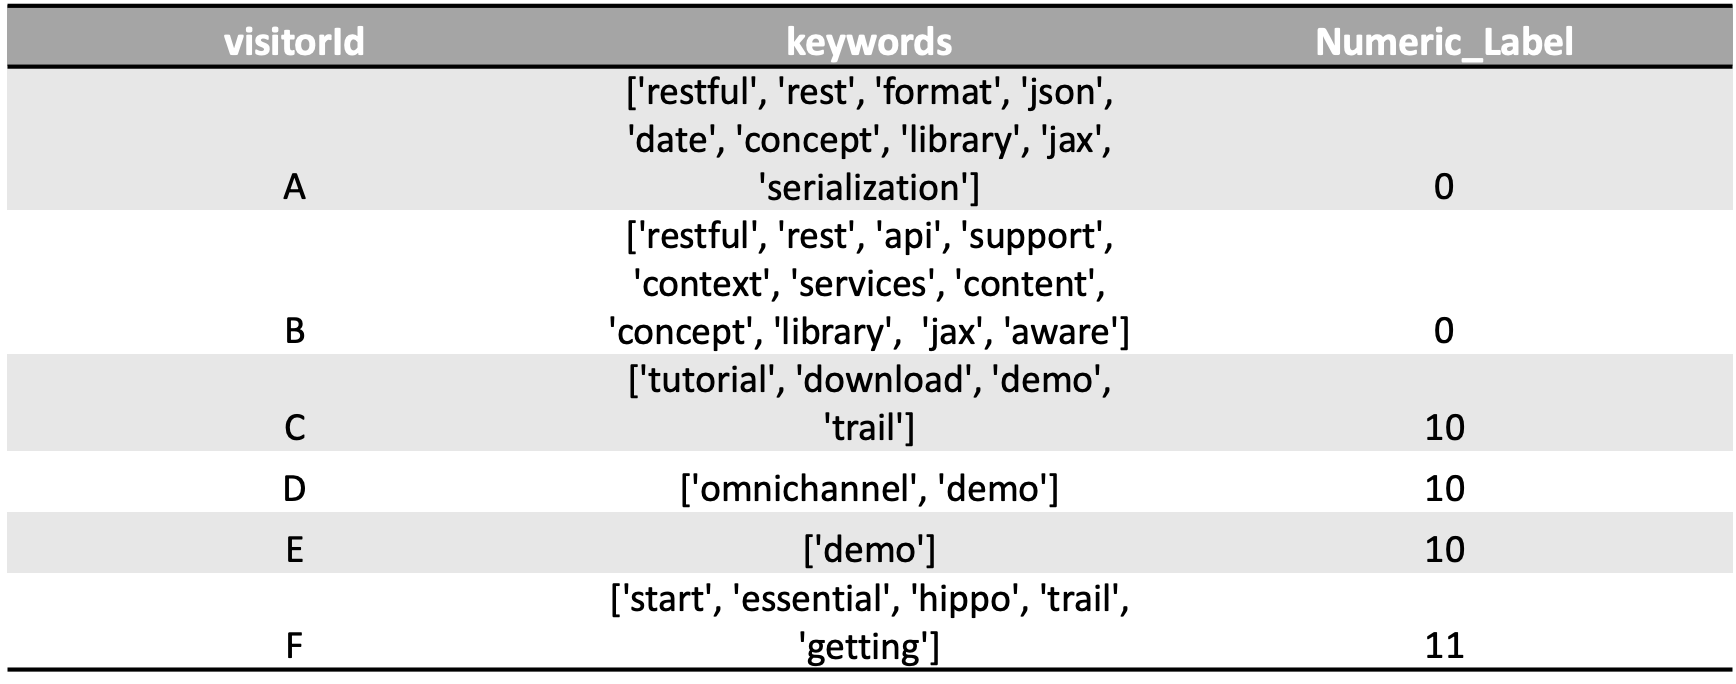 visitorId keywords Numeric_Label
['restful', 'rest', 'format', 'json',
'date', 'concept', 'library', 'jax',
A 'serialization'] 0
['restful', 'rest', 'api', 'support',
'context', 'services', 'content',
B 'concept', 'library',  'jax', 'aware'] 0
['tutorial', 'download', 'demo',
C 'trail'] 10
D ['omnichannel', 'demo'] 10
E ['demo'] 10
['start', 'essential', 'hippo', 'trail',
F 'getting'] 11